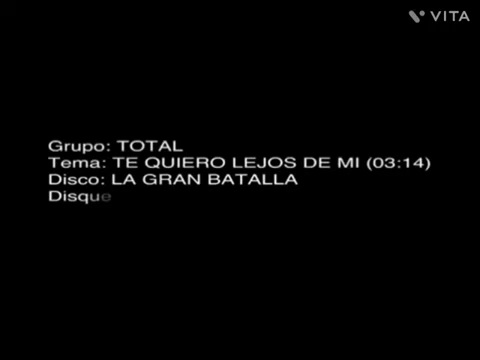 VITA
Grupo: TOTAL
Tema: TE QUIERO LEJOS DE MI (03:14)
Disco: LA GRAN BATALLA
Disque